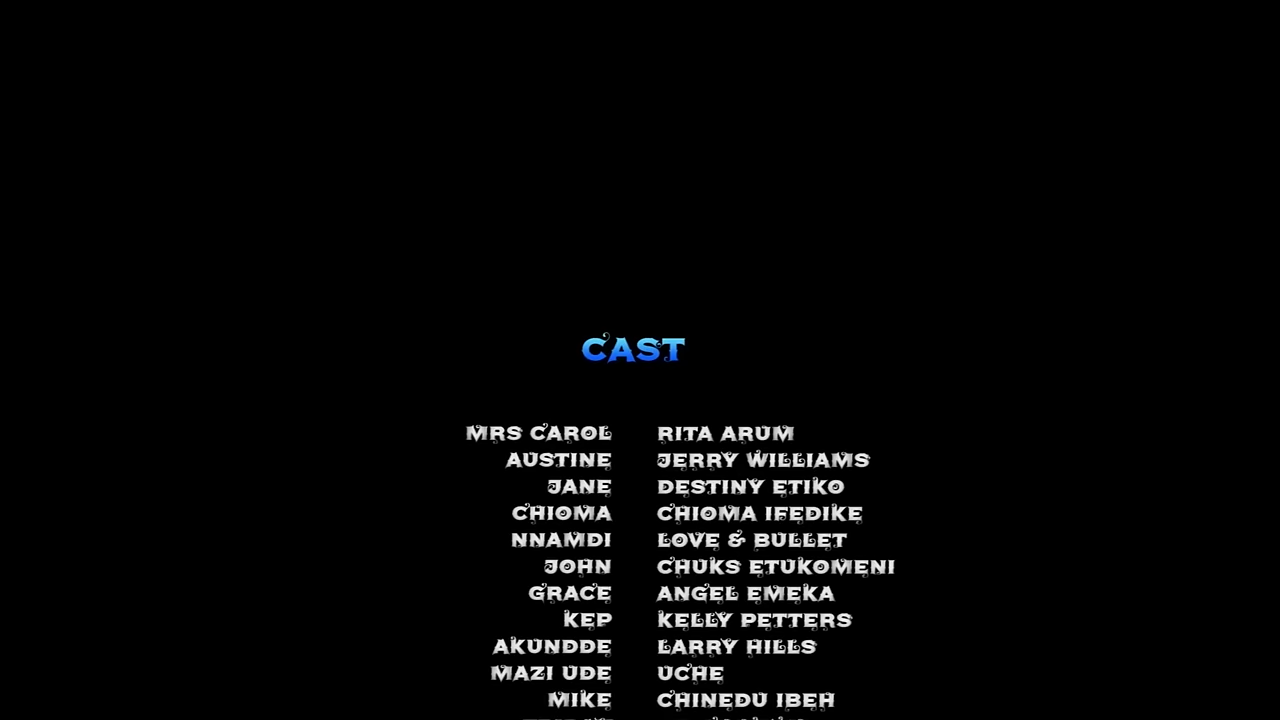 CAST
MRS CAROL RITA ARUM
AUSTINE JERRY WILLIAMS
JANE DESTINY ETIKO
CHIOMA CHIOMA IFEDIKE
NNAMDI LOVE & BULLET
JOHN CHUKS ETUKOMENI
GRACE ANGEL EMEKA
KEP KELLY PETTERS
AKUNDDE LARRY HILLS
MAZI UDE UCHE
MIKE CHINEDU IBEH